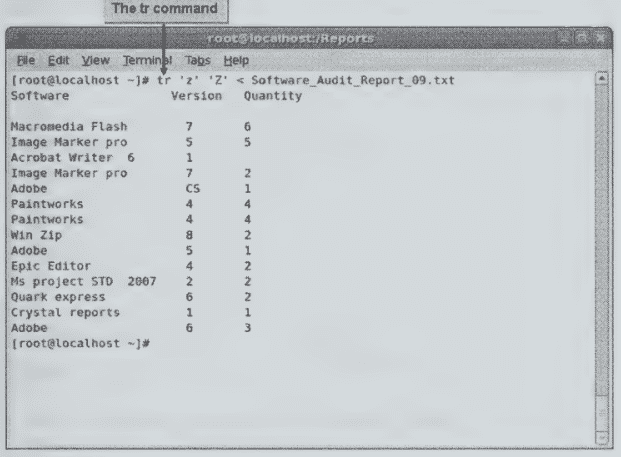 The tr command
root@localhost:/Reports
File Edit View Terminal Tabs Help
[root@localhost ~]# tr 'z' 'Z' < Software_Audit_Report_09.txt
Software Version Quantity
Macromedia Flash 7 6
Image Marker pro 5 5
Acrobat Writer 6 1
Image Marker pro 7 2
Adobe CS 1
Paintworks 4 4
Paintworks 4 4
Win Zip 8 2
Adobe 5 1
Epic Editor 4 2
Ms project STD 2007 2 2
Quark express 6 2
Crystal reports 1 1
Adobe 6 3
[root@localhost ~]#